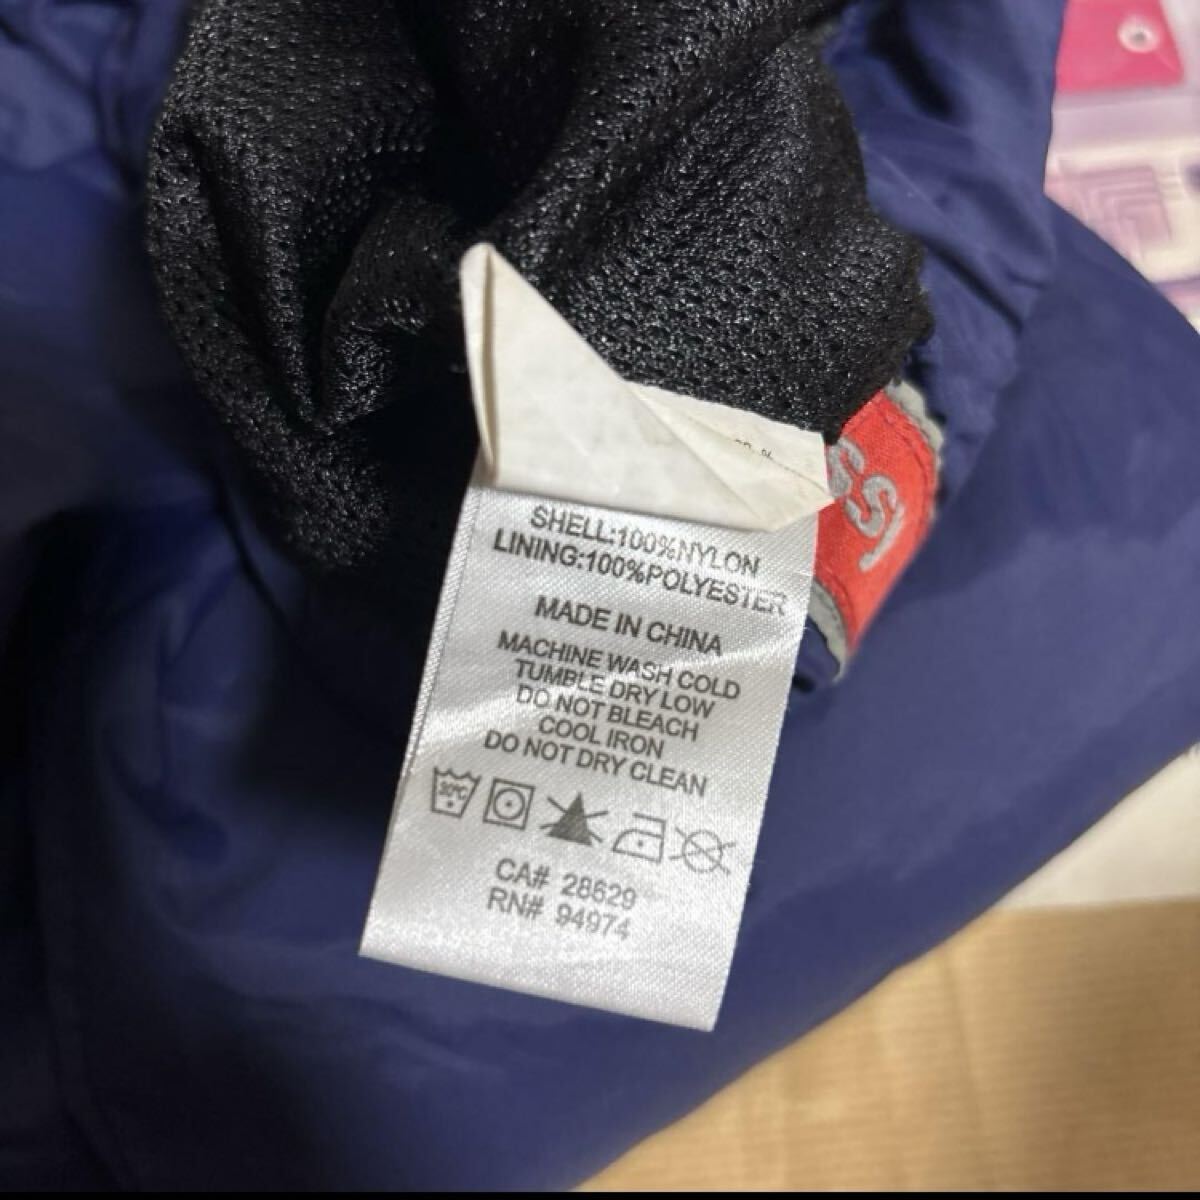 SHELL:100%NYLON
LINING:100%POLYESTER
MADE IN CHINA
MACHINE WASH COLD
TUMBLE DRY LOW
DO NOT BLEACH
COOL IRON
DO NOT DRY CLEAN
30°C
CA# 28629
RN# 94974